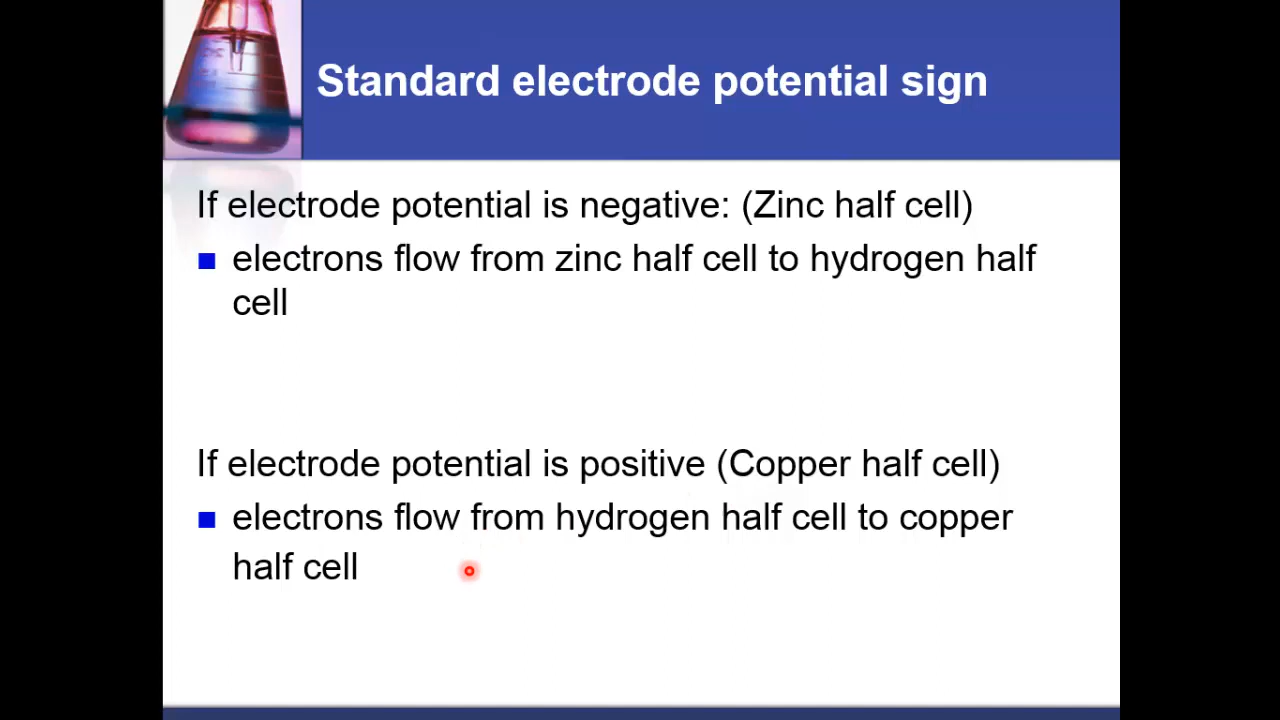 Standard electrode potential sign
If electrode potential is negative: (Zinc half cell)
electrons flow from zinc half cell to hydrogen half
cell
If electrode potential is positive (Copper half cell)
electrons flow from hydrogen half cell to copper
half cell